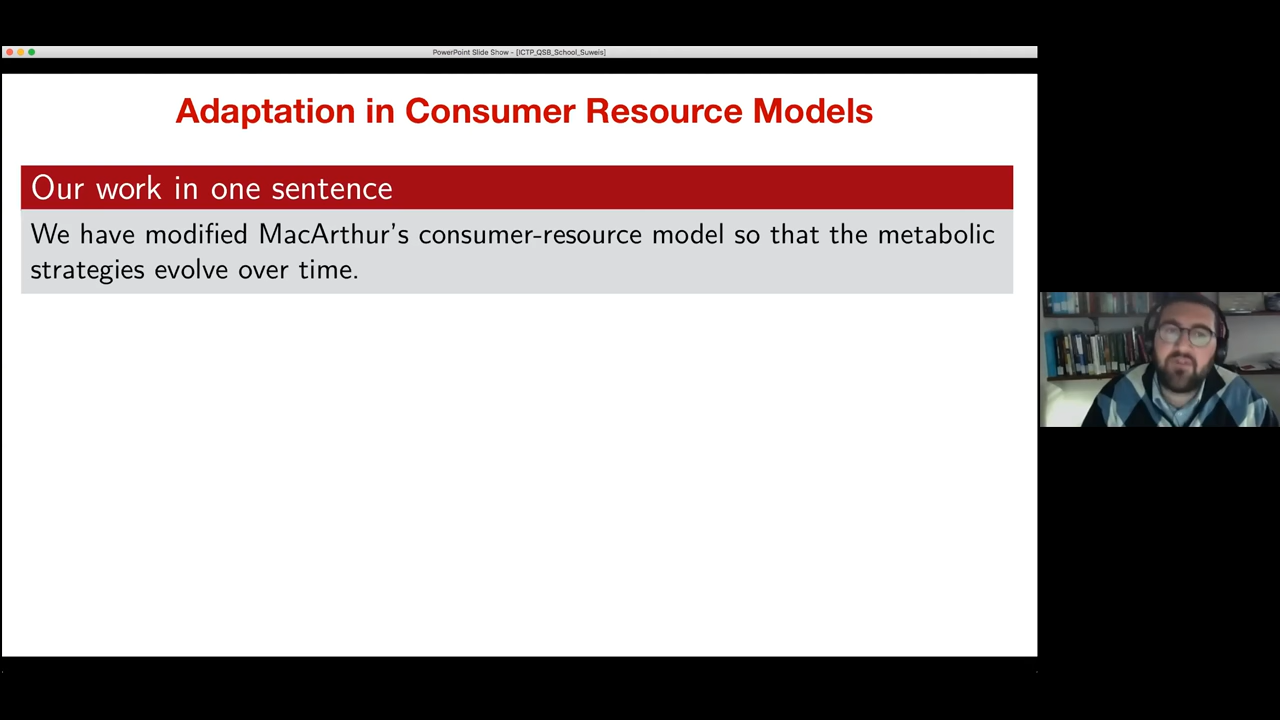 PowerPoint Slide Show - [ICTP_QSB_School_Suweis]
Adaptation in Consumer Resource Models
Our work in one sentence
We have modified MacArthur's consumer-resource model so that the metabolic
strategies evolve over time.